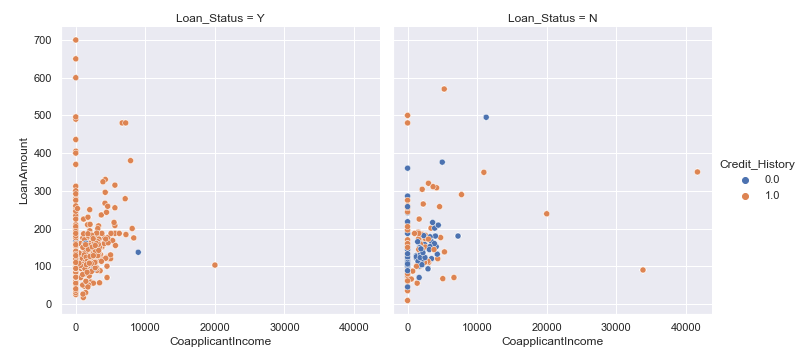 Loan_Status = Y
Loan_Status = N
700
600
500
400
300
200
100
0
LoanAmount
0 10000 20000 30000 40000
0 10000 20000 30000 40000
CoapplicantIncome
CoapplicantIncome
Credit_History
0.0
1.0